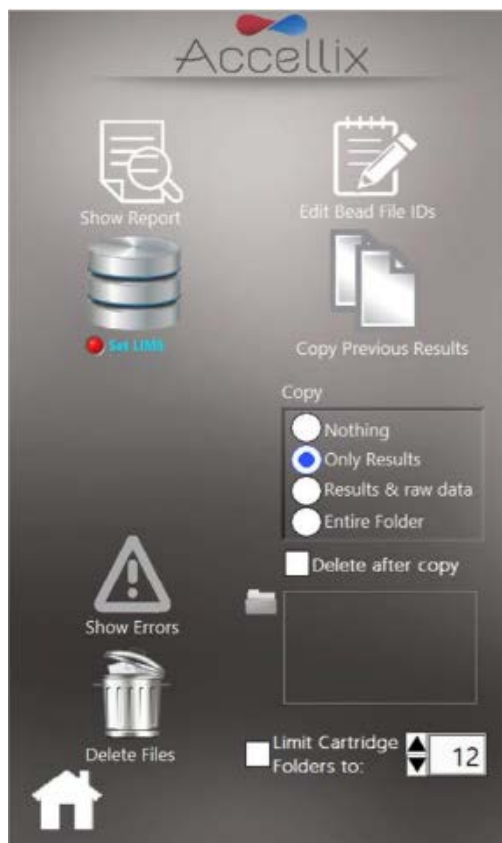 Accellix
Show Report
Edit Bead File IDs
Set LIMit
Copy Previous Results
Copy
Nothing
Only Results
Results & raw data
Entire Folder
Delete after copy
Show Errors
Delete Files
Limit Cartridge
Folders to:
12